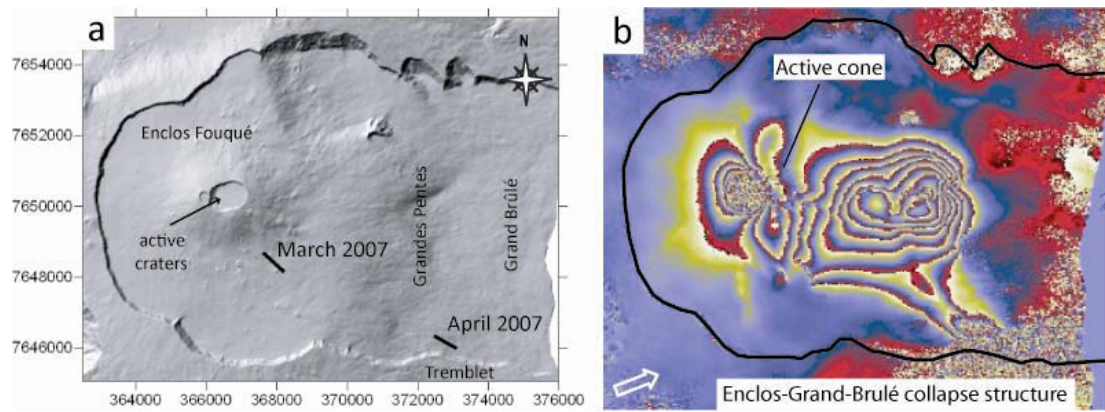 a
N
7654000
7652000
7650000
7648000
7646000
Enclos Fouqué
active
craters
March 2007
April 2007
Grandes Pentes
Grand Brûlé
Tremblet
364000 366000 368000 370000 372000 374000 376000
b
Active cone
Enclos-Grand-Brulé collapse structure